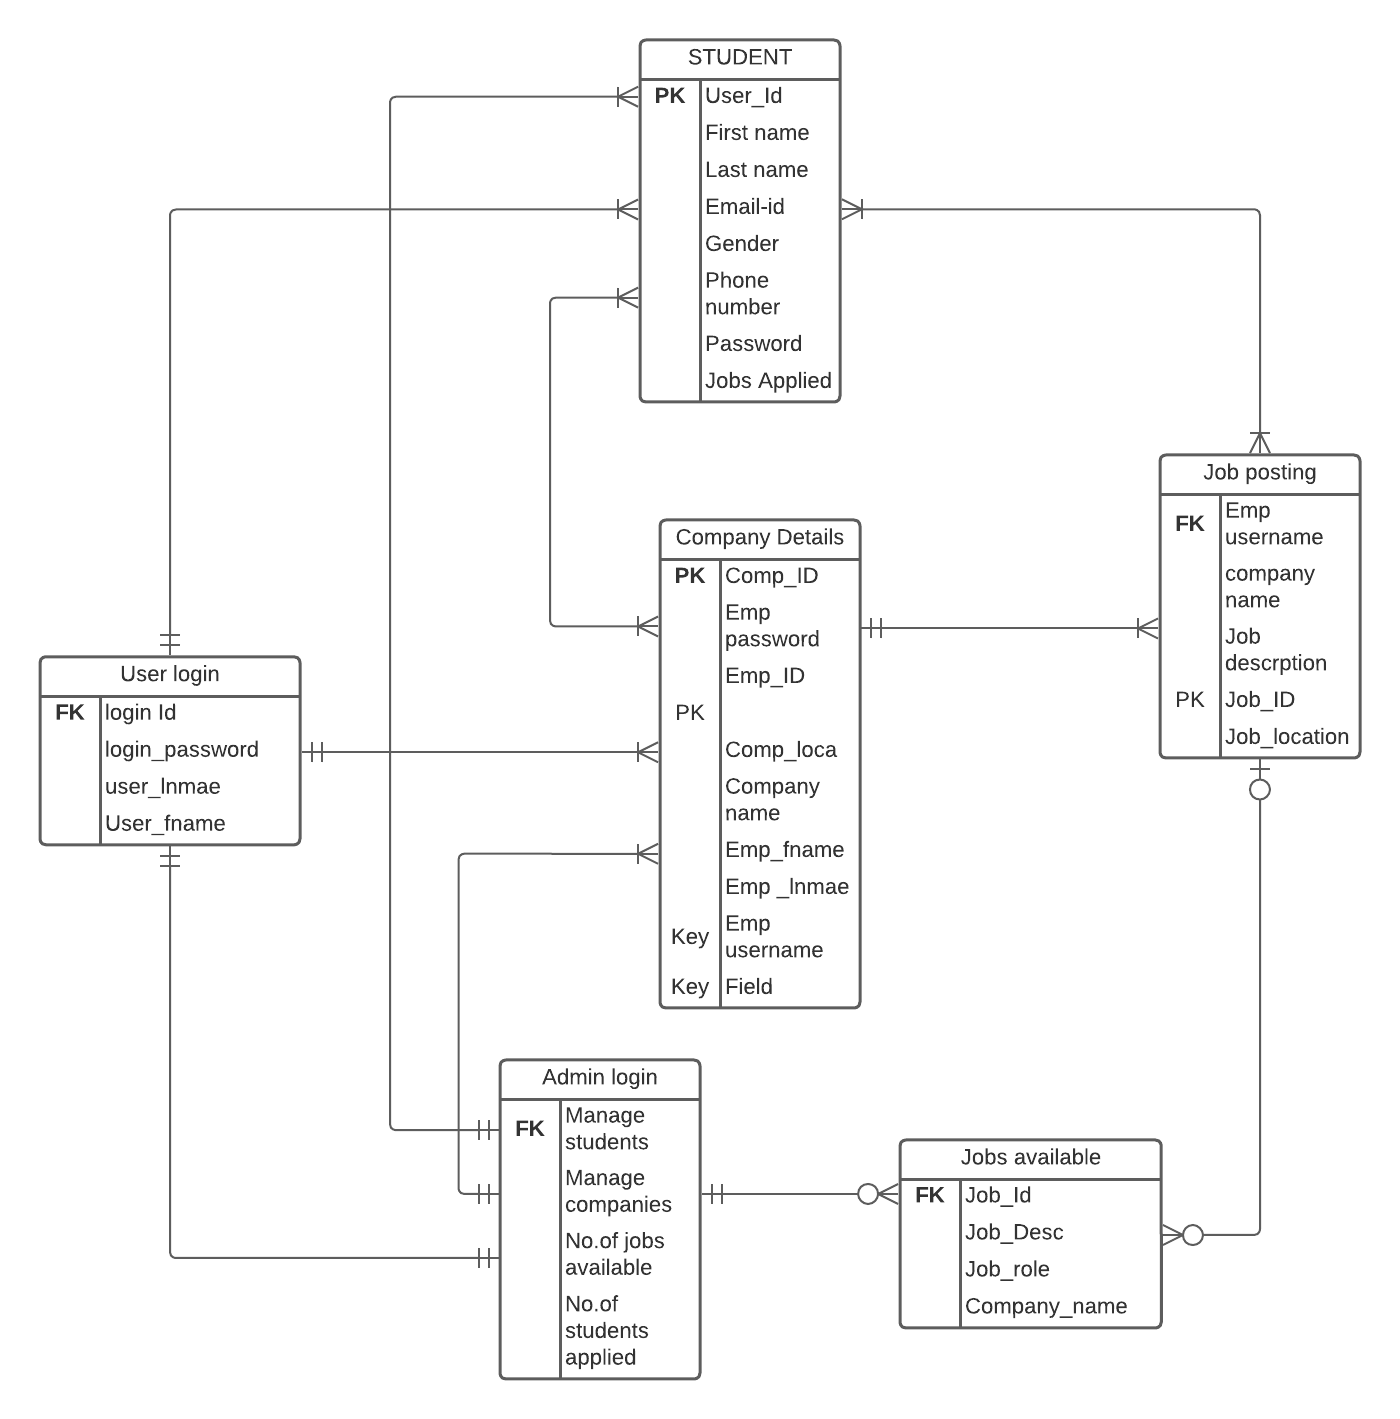 STUDENT
PK User_Id
First name
Last name
Email-id
Gender
Phone
number
Password
Jobs Applied
Job posting
FK Emp
username
company
name
Job
descrption
PK Job_ID
Job_location
Company Details
PK Comp_ID
Emp
password
Emp_ID
PK
Comp_loca
Company
name
Emp_fname
Emp _lnmae
Key Emp
username
Key Field
User login
FK login Id
login_password
user_lnmae
User_fname
Admin login
FK Manage
students
Manage
companies
No.of jobs
available
No.of
students
applied
Jobs available
FK Job_Id
Job_Desc
Job_role
Company_name